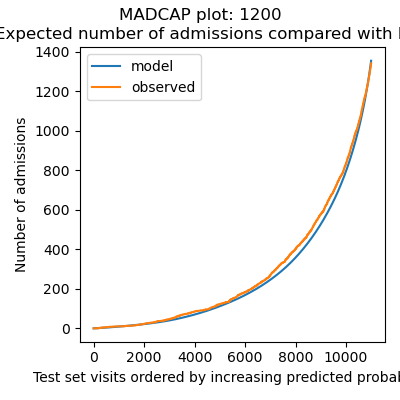 MADCAP plot: 1200
Expected number of admissions compared with
1400
1200
1000
800
600
400
200
0
Number of admissions
model
observed
0
2000
4000
6000
8000
10000
Test set visits ordered by increasing predicted